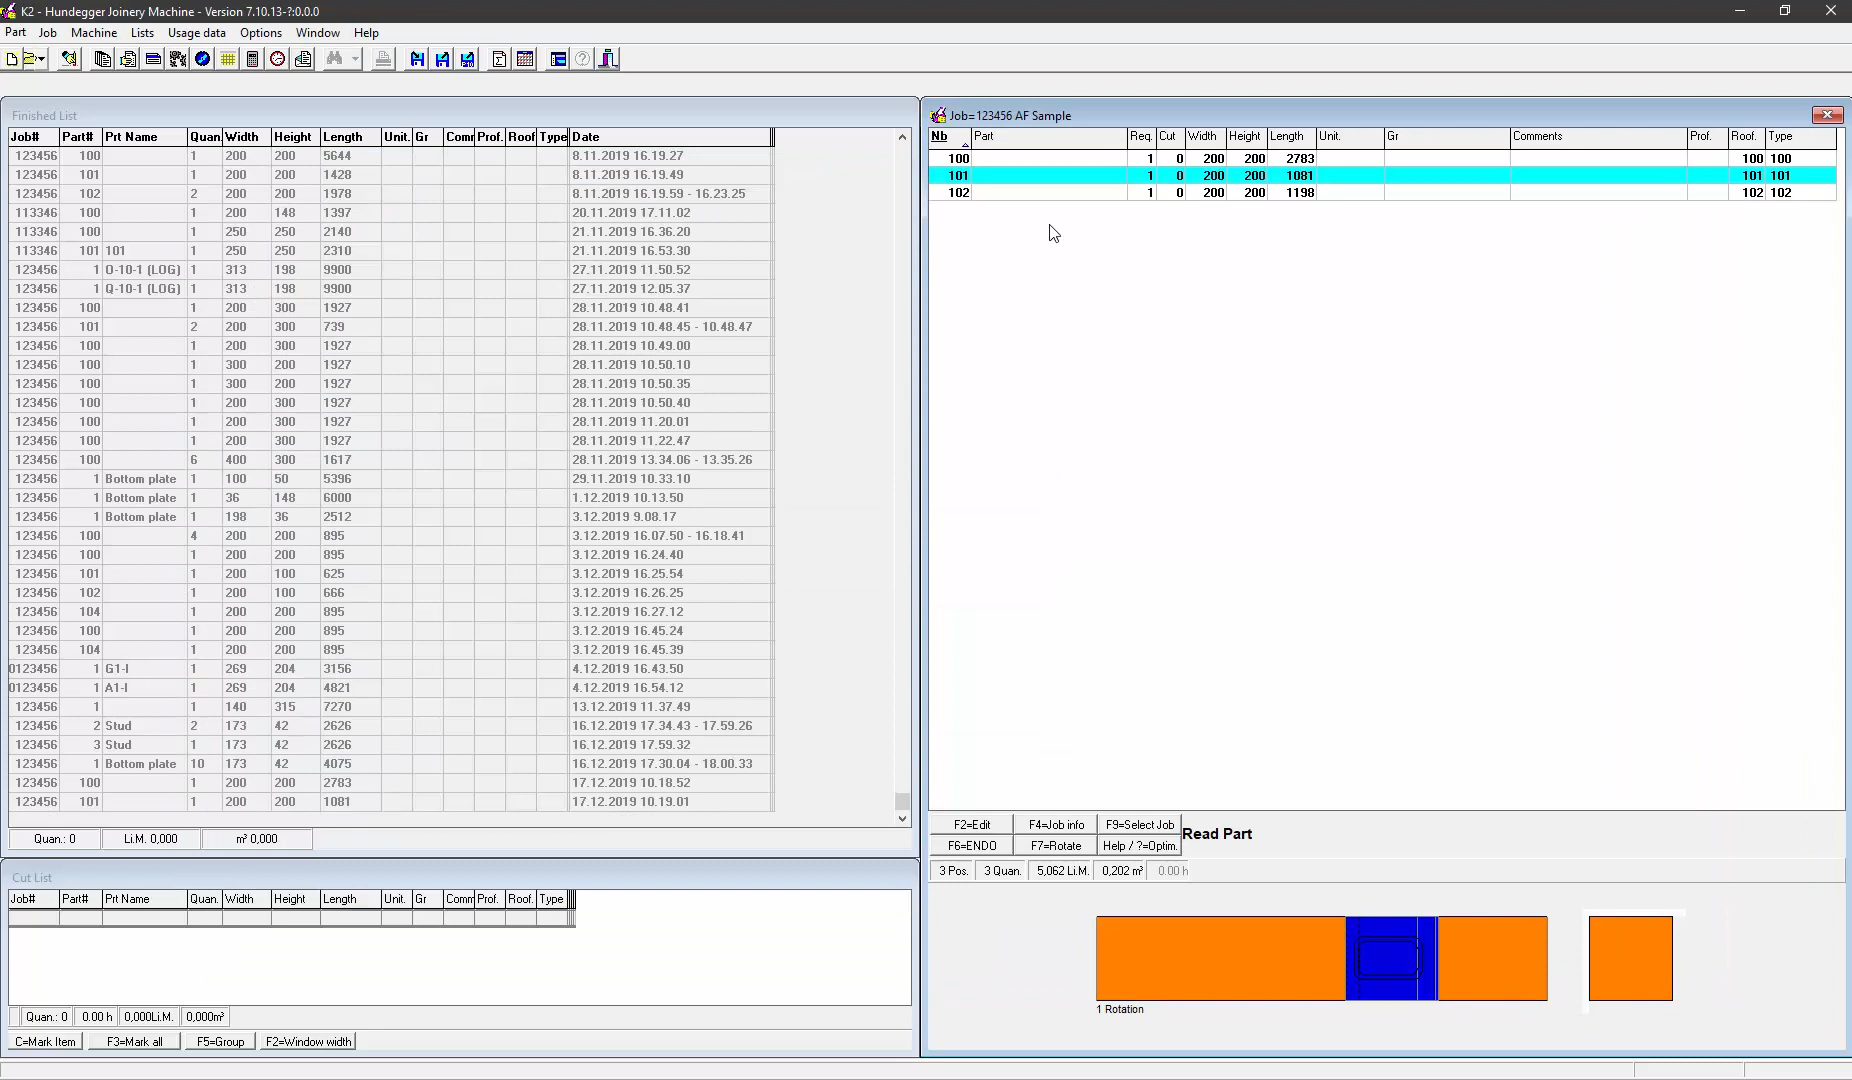 K2 - Hundegger Joinery Machine - Version 7.10.13-?:0.0.0
Part Job Machine Lists Usage data Options Window Help
Finished List
Job# Part# Prt Name Quan. Width Height Length Unit. Gr Comm Prof. Roof Type Date
123456 100 1 200 200 5644 8.11.2019 16.19.27
123456 101 1 200 200 1428 8.11.2019 16.19.49
123456 102 2 200 200 1978 8.11.2019 16.19.59 - 16.23.25
113346 100 1 200 148 1397 20.11.2019 17.11.02
113346 100 1 250 250 2140 21.11.2019 16.36.20
113346 101 101 1 250 250 2310 21.11.2019 16.53.30
123456 1 O-10-1 (LOG) 1 313 198 9900 27.11.2019 11.50.52
123456 1 Q-10-1 (LOG) 1 313 198 9900 27.11.2019 12.05.37
123456 100 1 200 300 1927 28.11.2019 10.48.41
123456 101 2 200 300 739 28.11.2019 10.48.45 - 10.48.47
123456 100 1 200 300 1927 28.11.2019 10.49.00
123456 100 1 300 200 1927 28.11.2019 10.50.10
123456 100 1 300 200 1927 28.11.2019 10.50.35
123456 100 1 300 200 1927 28.11.2019 10.50.40
123456 100 1 300 200 1927 28.11.2019 11.20.01
123456 100 1 300 200 1927 28.11.2019 11.22.47
123456 100 6 400 300 1617 28.11.2019 13.34.06 - 13.35.26
123456 1 Bottom plate 1 100 50 5396 29.11.2019 10.33.10
123456 1 Bottom plate 1 36 148 6000 1.12.2019 10.13.50
123456 1 Bottom plate 1 198 36 2512 3.12.2019 9.08.17
123456 100 4 200 200 895 3.12.2019 16.07.50 - 16.18.41
123456 100 1 200 200 895 3.12.2019 16.24.40
123456 101 1 200 100 625 3.12.2019 16.25.54
123456 102 1 200 100 666 3.12.2019 16.26.25
123456 104 1 200 200 895 3.12.2019 16.27.12
123456 100 1 200 200 895 3.12.2019 16.45.24
123456 104 1 200 200 895 3.12.2019 16.45.39
0123456 1 G1-I 1 269 204 3156 4.12.2019 16.43.50
0123456 1 A1-I 1 269 204 4821 4.12.2019 16.54.12
123456 1 1 140 315 7270 13.12.2019 11.37.49
123456 2 Stud 2 173 42 2626 16.12.2019 17.34.43 - 17.59.26
123456 3 Stud 1 173 42 2626 16.12.2019 17.59.32
123456 1 Bottom plate 10 173 42 4075 16.12.2019 17.30.04 - 18.00.33
123456 100 1 200 200 2783 17.12.2019 10.18.52
123456 101 1 200 200 1081 17.12.2019 10.19.01
Quan.: 0 Li.M. 0,000 m³ 0,000
Cut List
Job# Part# Prt Name Quan. Width Height Length Unit. Gr Comm Prof. Roof. Type
Quan.: 0 0.00 h 0,000Li.M. 0,000m³
C=Mark Item F3=Mark all F5=Group F2=Window width
Job=123456 AF Sample
Nb Part Req. Cut Width Height Length Unit. Gr Comments Prof. Roof. Type
100 1 0 200 200 2783 100 100
101 1 0 200 200 1081 101 101
102 1 0 200 200 1198 102 102
F2=Edit F4=Job info F9=Select Job Read Part
F6=ENDO F7=Rotate Help / ?=Optim.
3 Pos. 3 Quan. 5,062 Li.M. 0,202 m³ 0.00 h
1 Rotation